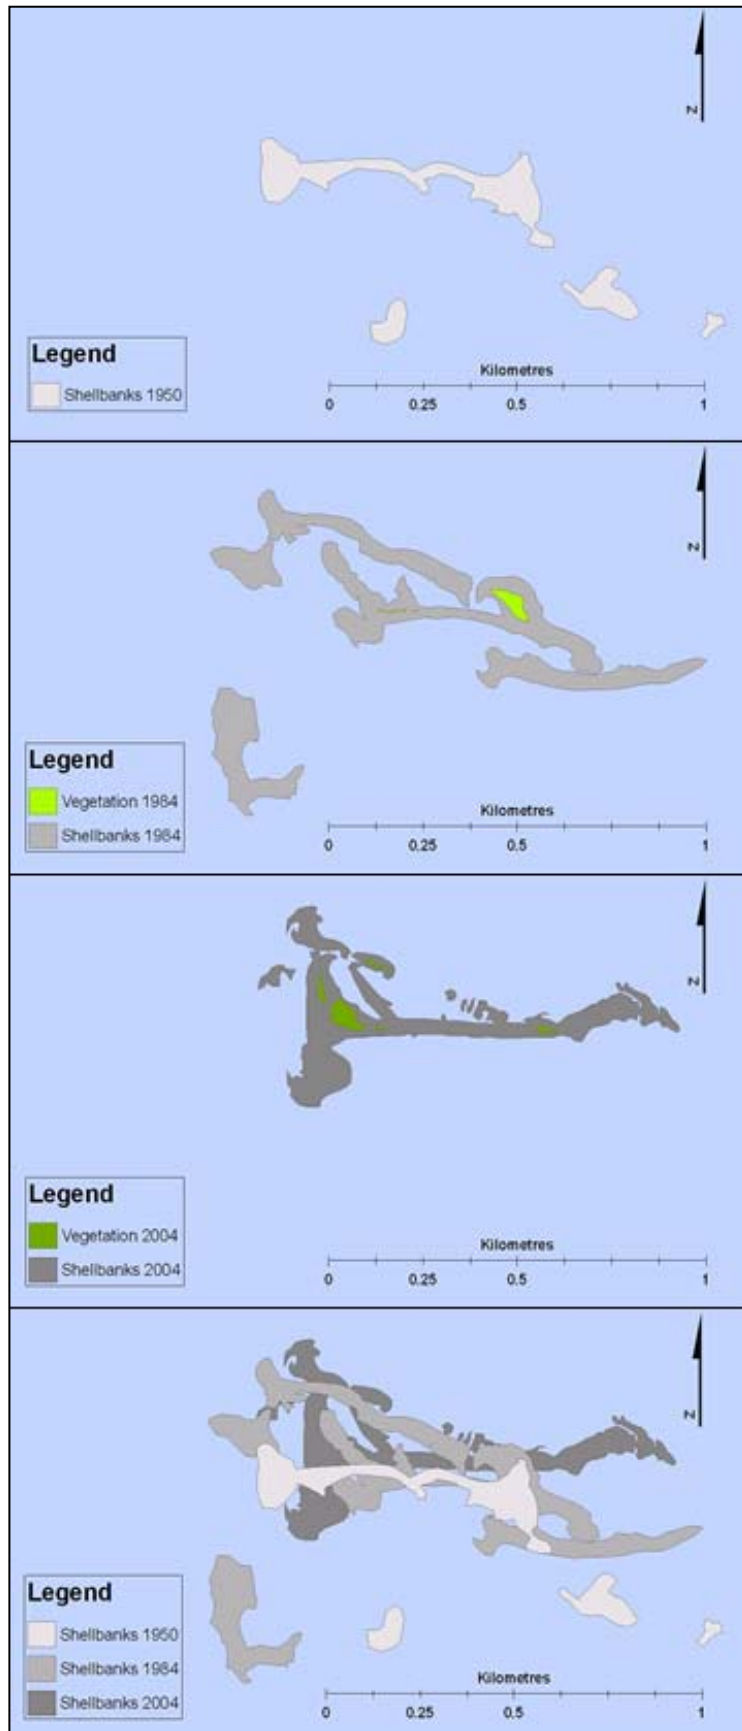 N
Legend
Shellbanks 1950
Kilometres
0 0.25 0.5 1
N
Legend
Vegetation 1984
Shellbanks 1984
Kilometres
0 0.25 0.5 1
N
Legend
Vegetation 2004
Shellbanks 2004
Kilometres
0 0.25 0.5 1
N
Legend
Shellbanks 1950
Shellbanks 1984
Shellbanks 2004
Kilometres
0 0.25 0.5 1